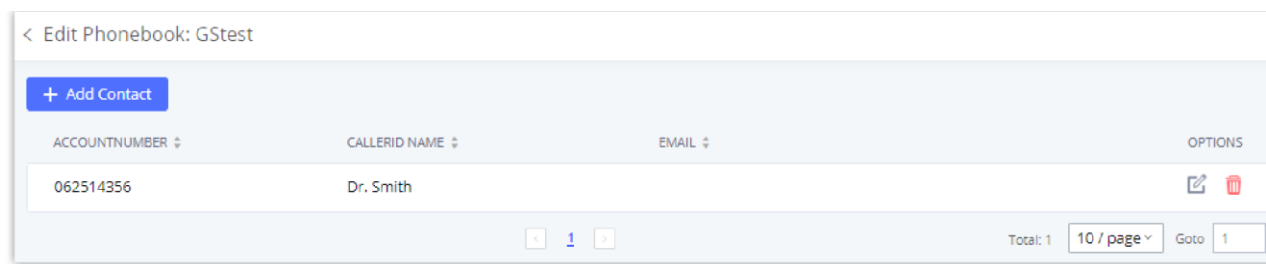 < Edit Phonebook: GStest
+ Add Contact
ACCOUNTNUMBER CALLERID NAME EMAIL OPTIONS
062514356 Dr. Smith
< 1 > Total: 1 10 / page Goto 1